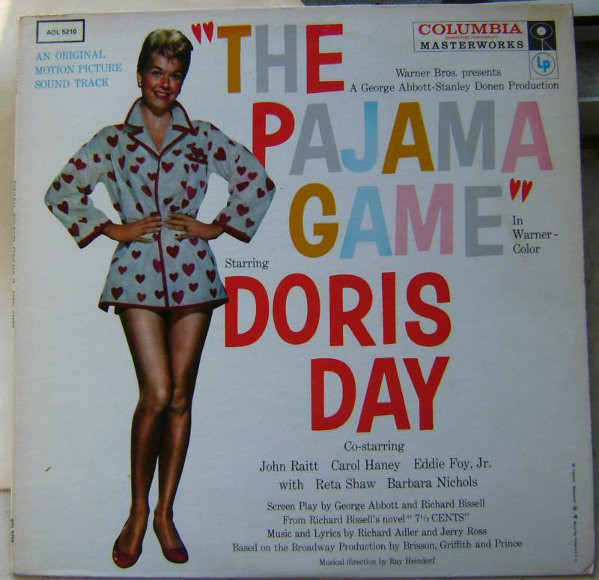 AOL 5210
AN ORIGINAL
MOTION PICTURE
SOUND TRACK
COLUMBIA
MASTERWORKS
Lp
Warner Bros. presents
A George Abbott-Stanley Donen Production
"THE
PAJAMA
GAME"
In
Warner-
Color
Starring
DORIS
DAY
Co-starring
John Raitt Carol Haney Eddie Foy, Jr.
with Reta Shaw Barbara Nichols
Screen Play by George Abbott and Richard Bissell
From Richard Bissell's novel "7½ CENTS"
Music and Lyrics by Richard Adler and Jerry Ross
Based on the Broadway Production by Brisson, Griffith and Prince
Musical direction by Ray Heindorf